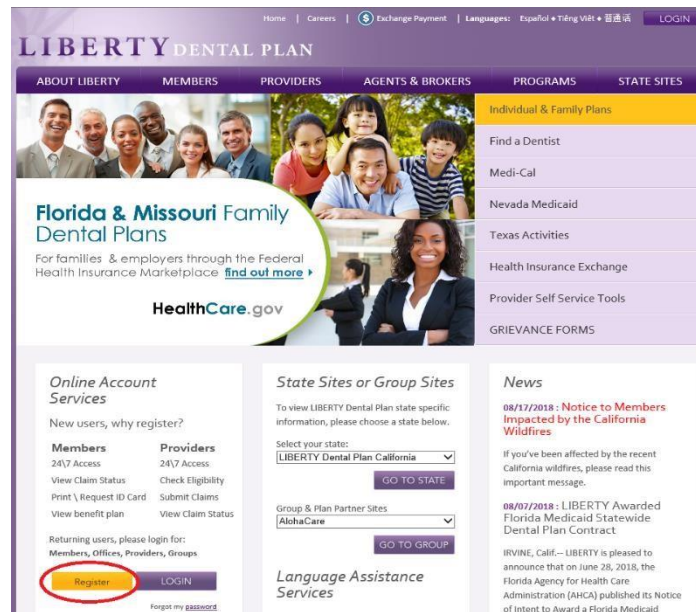 Home | Careers | $ Exchange Payment | Languages: Español ♦ Tiếng Việt ♦ 普通话 LOGIN
LIBERTY DENTAL PLAN
ABOUT LIBERTY MEMBERS PROVIDERS AGENTS & BROKERS PROGRAMS STATE SITES
Individual & Family Plans
Find a Dentist
Medi-Cal
Nevada Medicaid
Texas Activities
Health Insurance Exchange
Provider Self Service Tools
GRIEVANCE FORMS
Florida & Missouri Family
Dental Plans
For families & employers through the Federal
Health Insurance Marketplace find out more
HealthCare.gov
Online Account
Services
New users, why register?
Members Providers
24\7 Access 24\7 Access
View Claim Status Check Eligibility
Print \ Request ID Card Submit Claims
View benefit plan View Claim Status
Returning users, please login for:
Members, Offices, Providers, Groups
Register LOGIN
Forgot my password
State Sites or Group Sites
To view LIBERTY Dental Plan state specific
information, please choose a state below.
Select your state:
LIBERTY Dental Plan California
GO TO STATE
Group & Plan Partner Sites
AlohaCare
GO TO GROUP
Language Assistance
Services
News
08/17/2018 : Notice to Members
Impacted by the California
Wildfires
If you've been affected by the recent
California wildfires, please read this
important message.
08/07/2018 : LIBERTY Awarded
Florida Medicaid Statewide
Dental Plan Contract
IRVINE, Calif.-- LIBERTY is pleased to
announce that on June 28, 2018, the
Florida Agency for Health Care
Administration (AHCA) published its Notice
of Intent to Award a Florida Medicaid